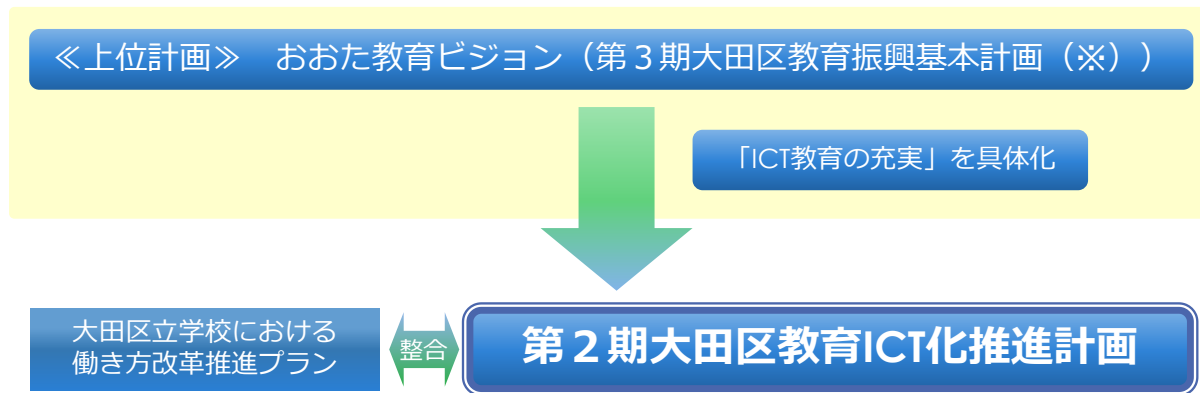 ≪上位計画≫　おおた教育ビジョン（第３期大田区教育振興基本計画（※））
「ICT教育の充実」を具体化
大田区立学校における
働き方改革推進プラン
整合
第２期大田区教育ICT化推進計画